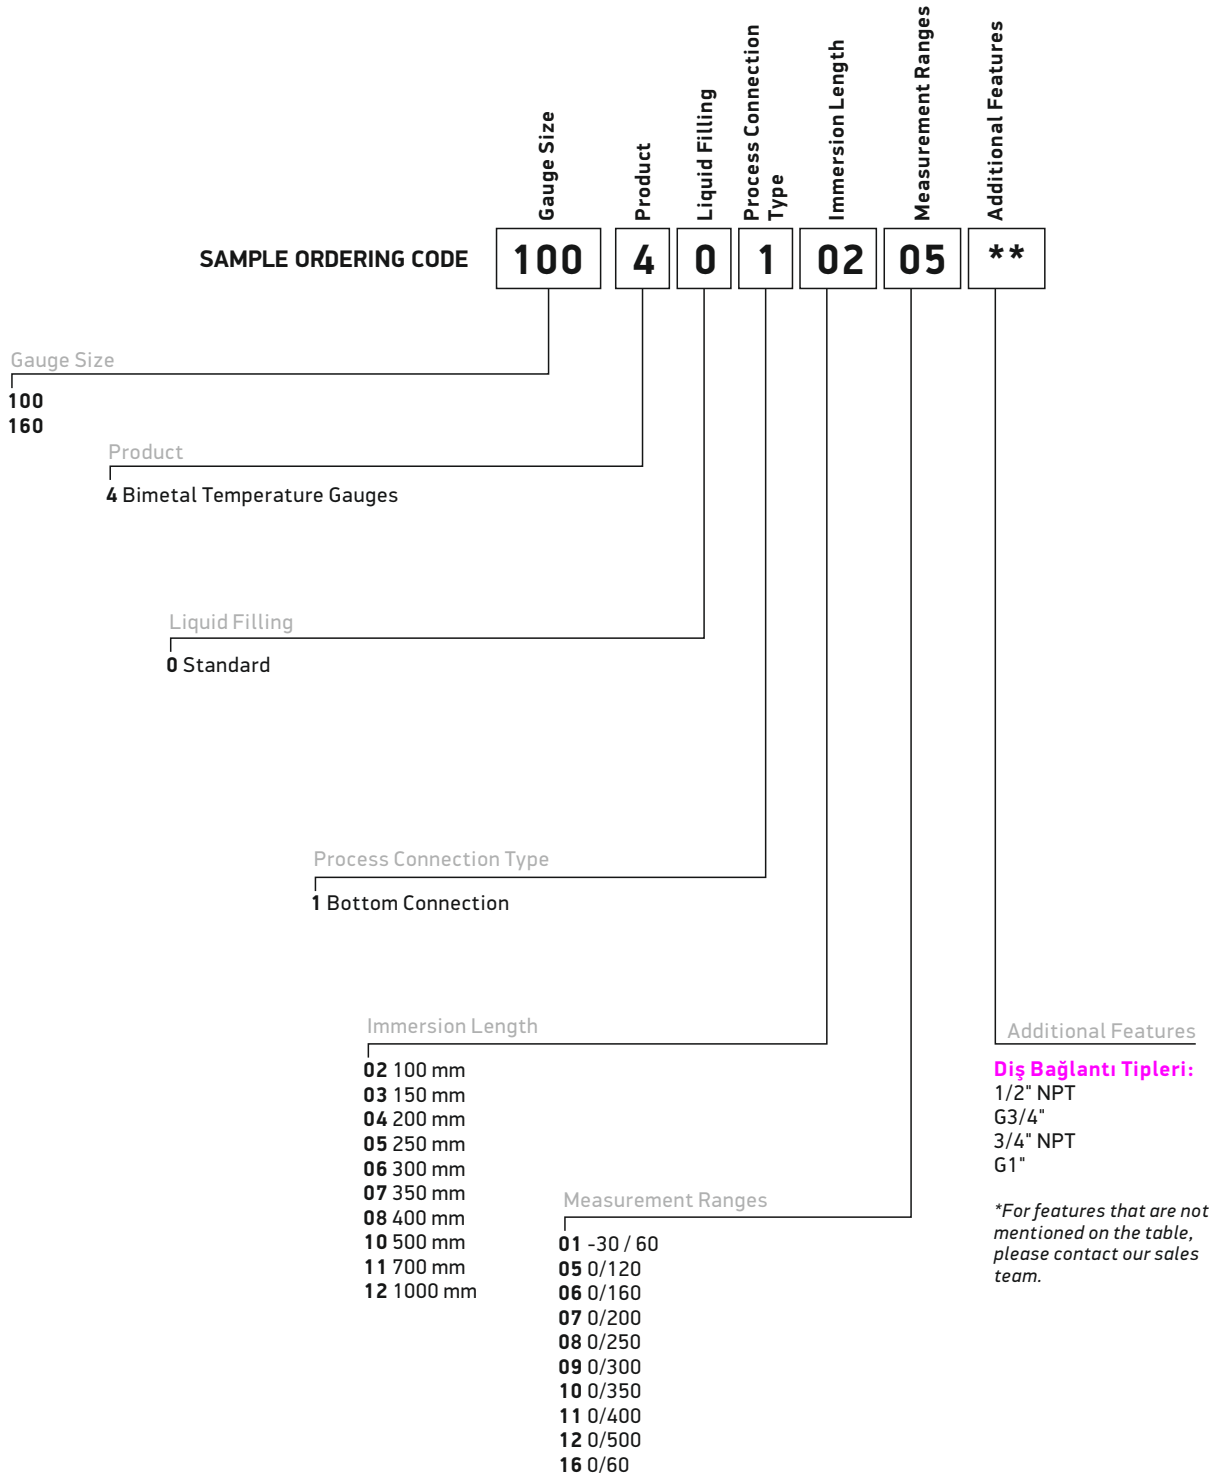 Gauge Size
Product
Liquid Filling
Process Connection
Type
Immersion Length
Measurement Ranges
Additional Features
SAMPLE ORDERING CODE 100 4 0 1 02 05 **
Gauge Size
100
160
Product
4 Bimetal Temperature Gauges
Liquid Filling
0 Standard
Process Connection Type
1 Bottom Connection
Immersion Length
02 100 mm
03 150 mm
04 200 mm
05 250 mm
06 300 mm
07 350 mm
08 400 mm
10 500 mm
11 700 mm
12 1000 mm
Measurement Ranges
01 -30 / 60
05 0/120
06 0/160
07 0/200
08 0/250
09 0/300
10 0/350
11 0/400
12 0/500
16 0/60
Additional Features
Diş Bağlantı Tipleri:
1/2" NPT
G3/4"
3/4" NPT
G1"
*For features that are not
mentioned on the table,
please contact our sales
team.